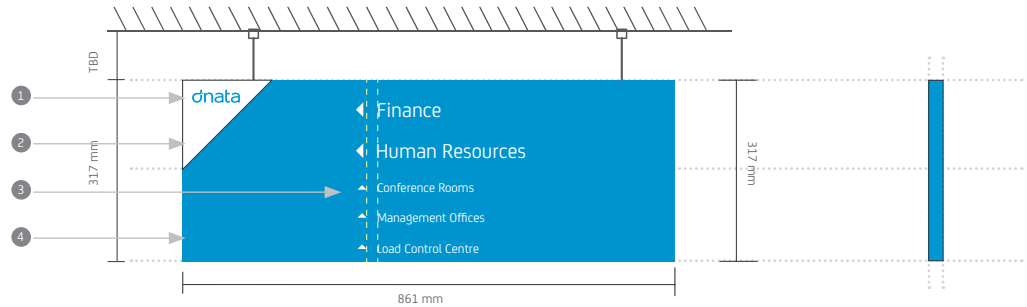 TBD
1
dnata
Finance
2
317 mm
Human Resources
317 mm
3
Conference Rooms
Management Offices
4
Load Control Centre
861 mm